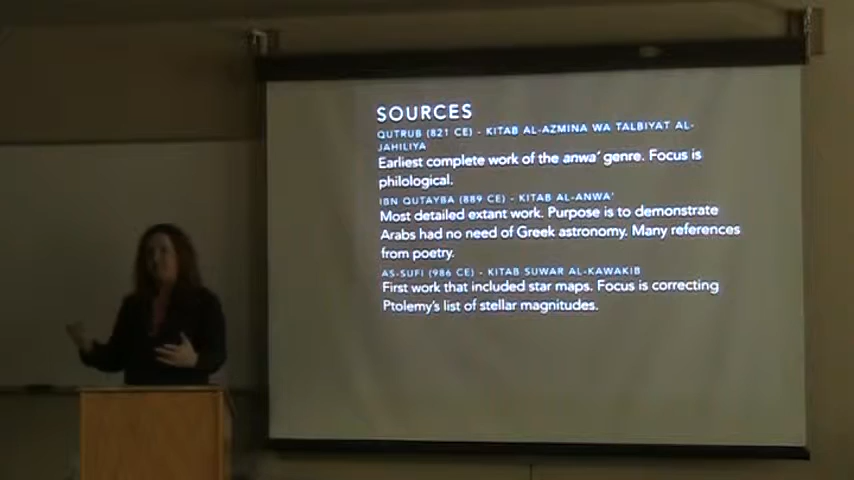 SOURCES
QUTRUB (821 CE) - KITAB AL-AZMINA WA TALBIYAT AL-
JAHILIYA
Earliest complete work of the anwa' genre. Focus is
philological.
IBN QUTAYBA (889 CE) - KITAB AL-ANWA'
Most detailed extant work. Purpose is to demonstrate
Arabs had no need of Greek astronomy. Many references
from poetry.
AS-SUFI (986 CE) - KITAB SUWAR AL-KAWAKIB
First work that included star maps. Focus is correcting
Ptolemy's list of stellar magnitudes.